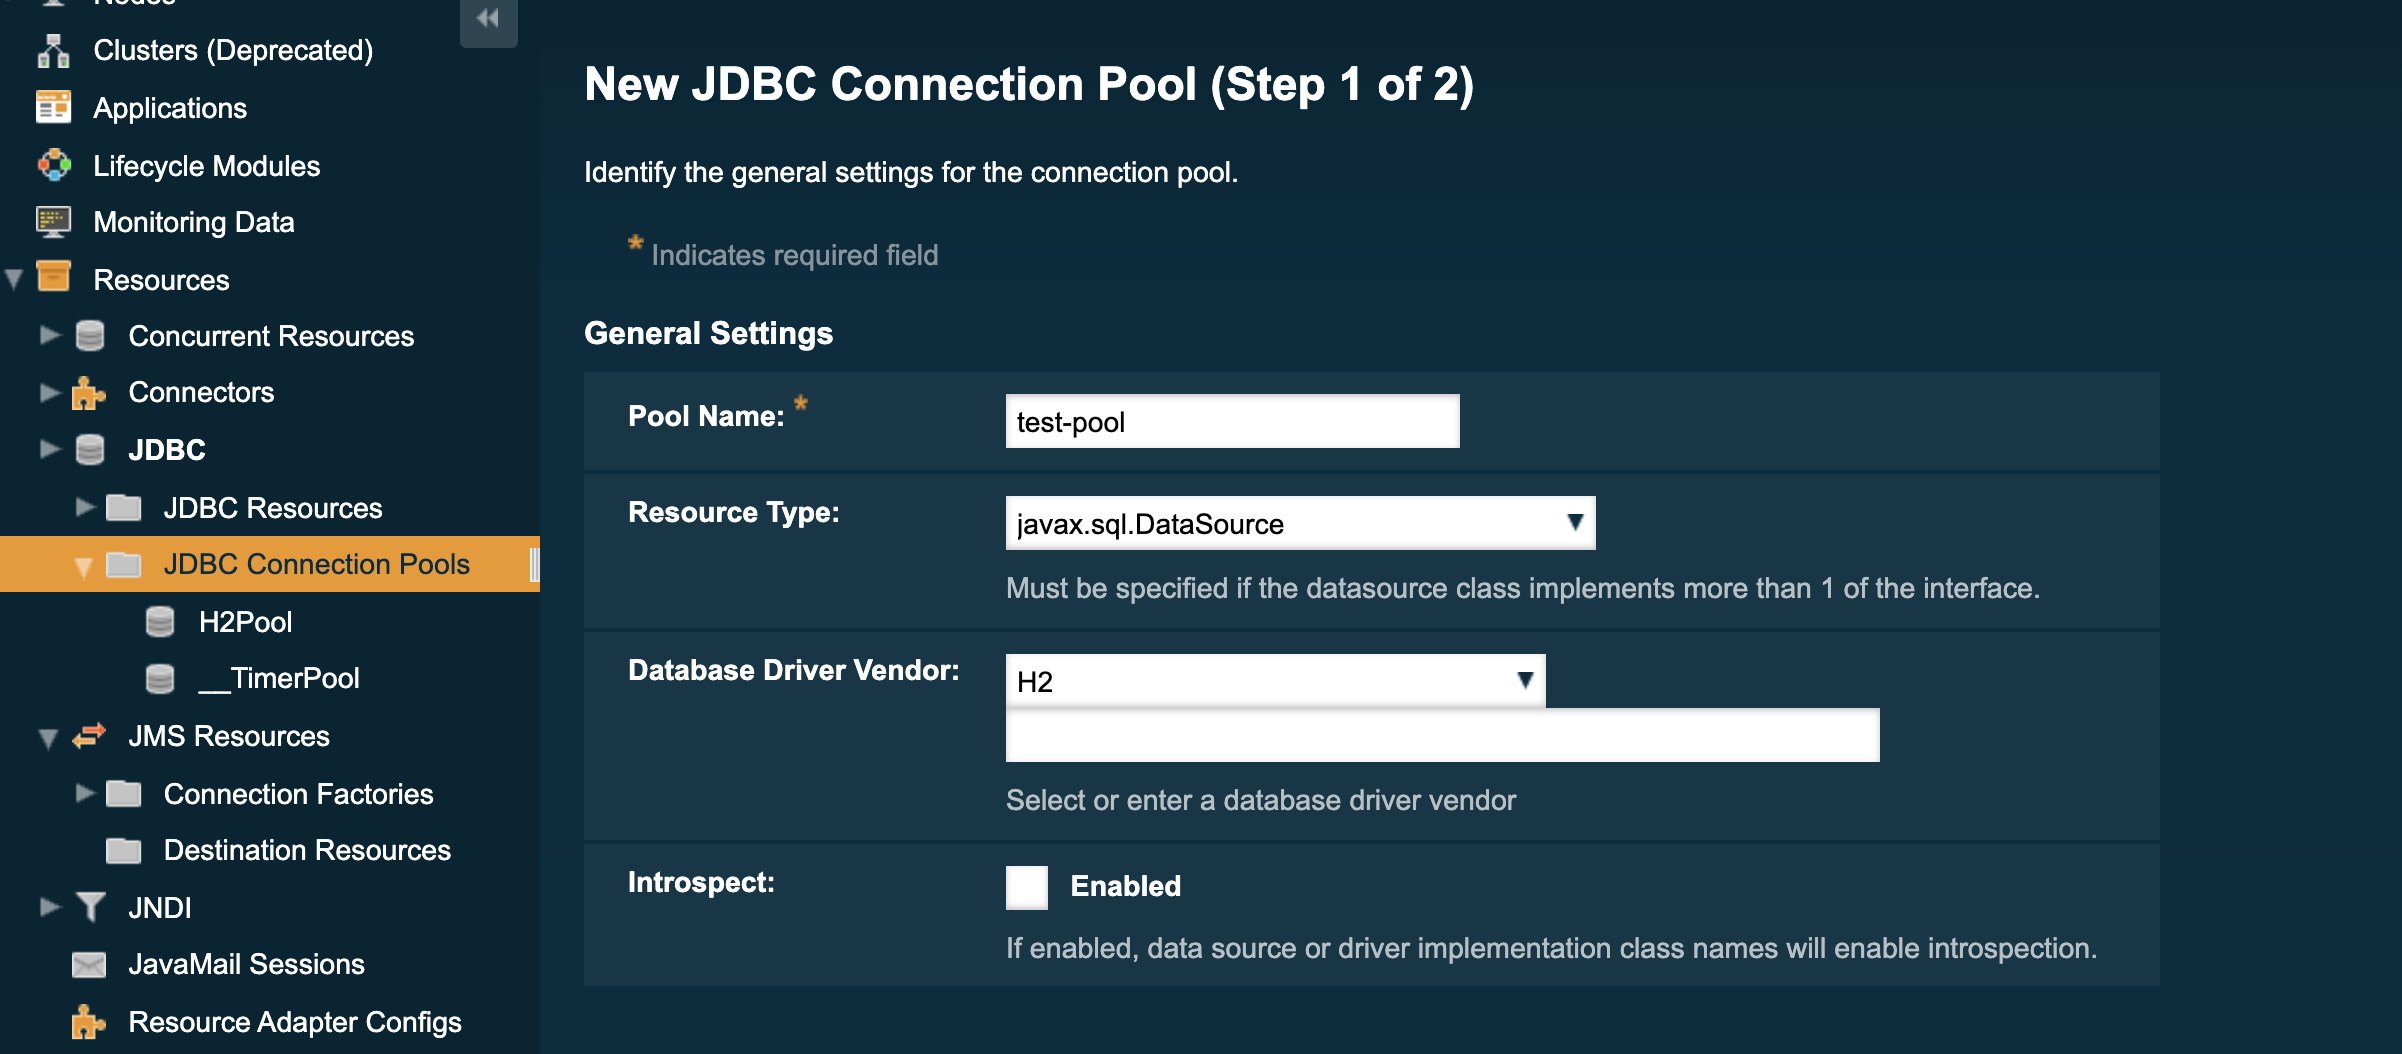 Nodes
Clusters (Deprecated)
Applications
Lifecycle Modules
Monitoring Data
Resources
Concurrent Resources
Connectors
JDBC
JDBC Resources
JDBC Connection Pools
H2Pool
__TimerPool
JMS Resources
Connection Factories
Destination Resources
JNDI
JavaMail Sessions
Resource Adapter Configs
New JDBC Connection Pool (Step 1 of 2)
Identify the general settings for the connection pool.
* Indicates required field
General Settings
Pool Name: * test-pool
Resource Type: javax.sql.DataSource
Must be specified if the datasource class implements more than 1 of the interface.
Database Driver Vendor: H2
Select or enter a database driver vendor
Introspect: Enabled
If enabled, data source or driver implementation class names will enable introspection.